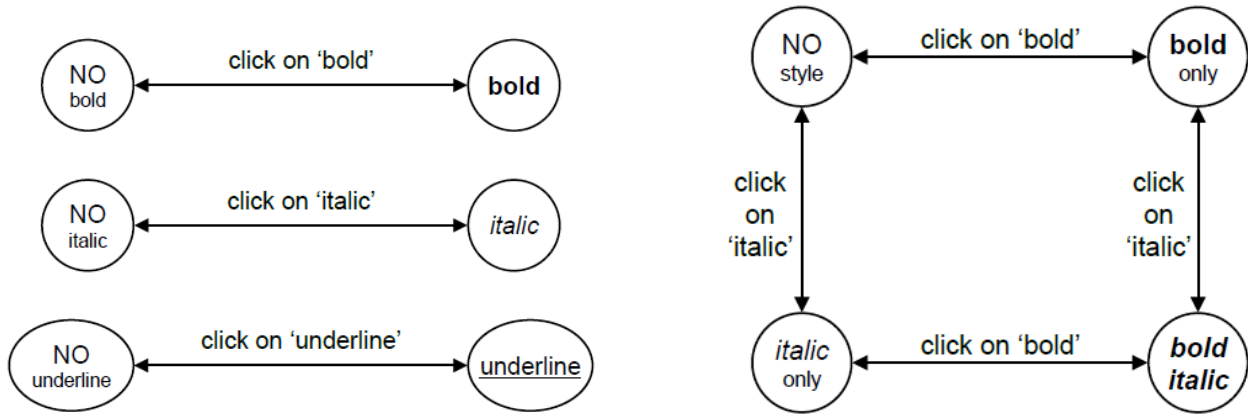 NO
bold
click on ‘bold’
bold
NO
italic
click on ‘italic’
italic
NO
underline
click on ‘underline’
underline
NO
style
click on ‘bold’
bold
only
click
on
‘italic’
click
on
‘italic’
italic
only
click on ‘bold’
bold
italic